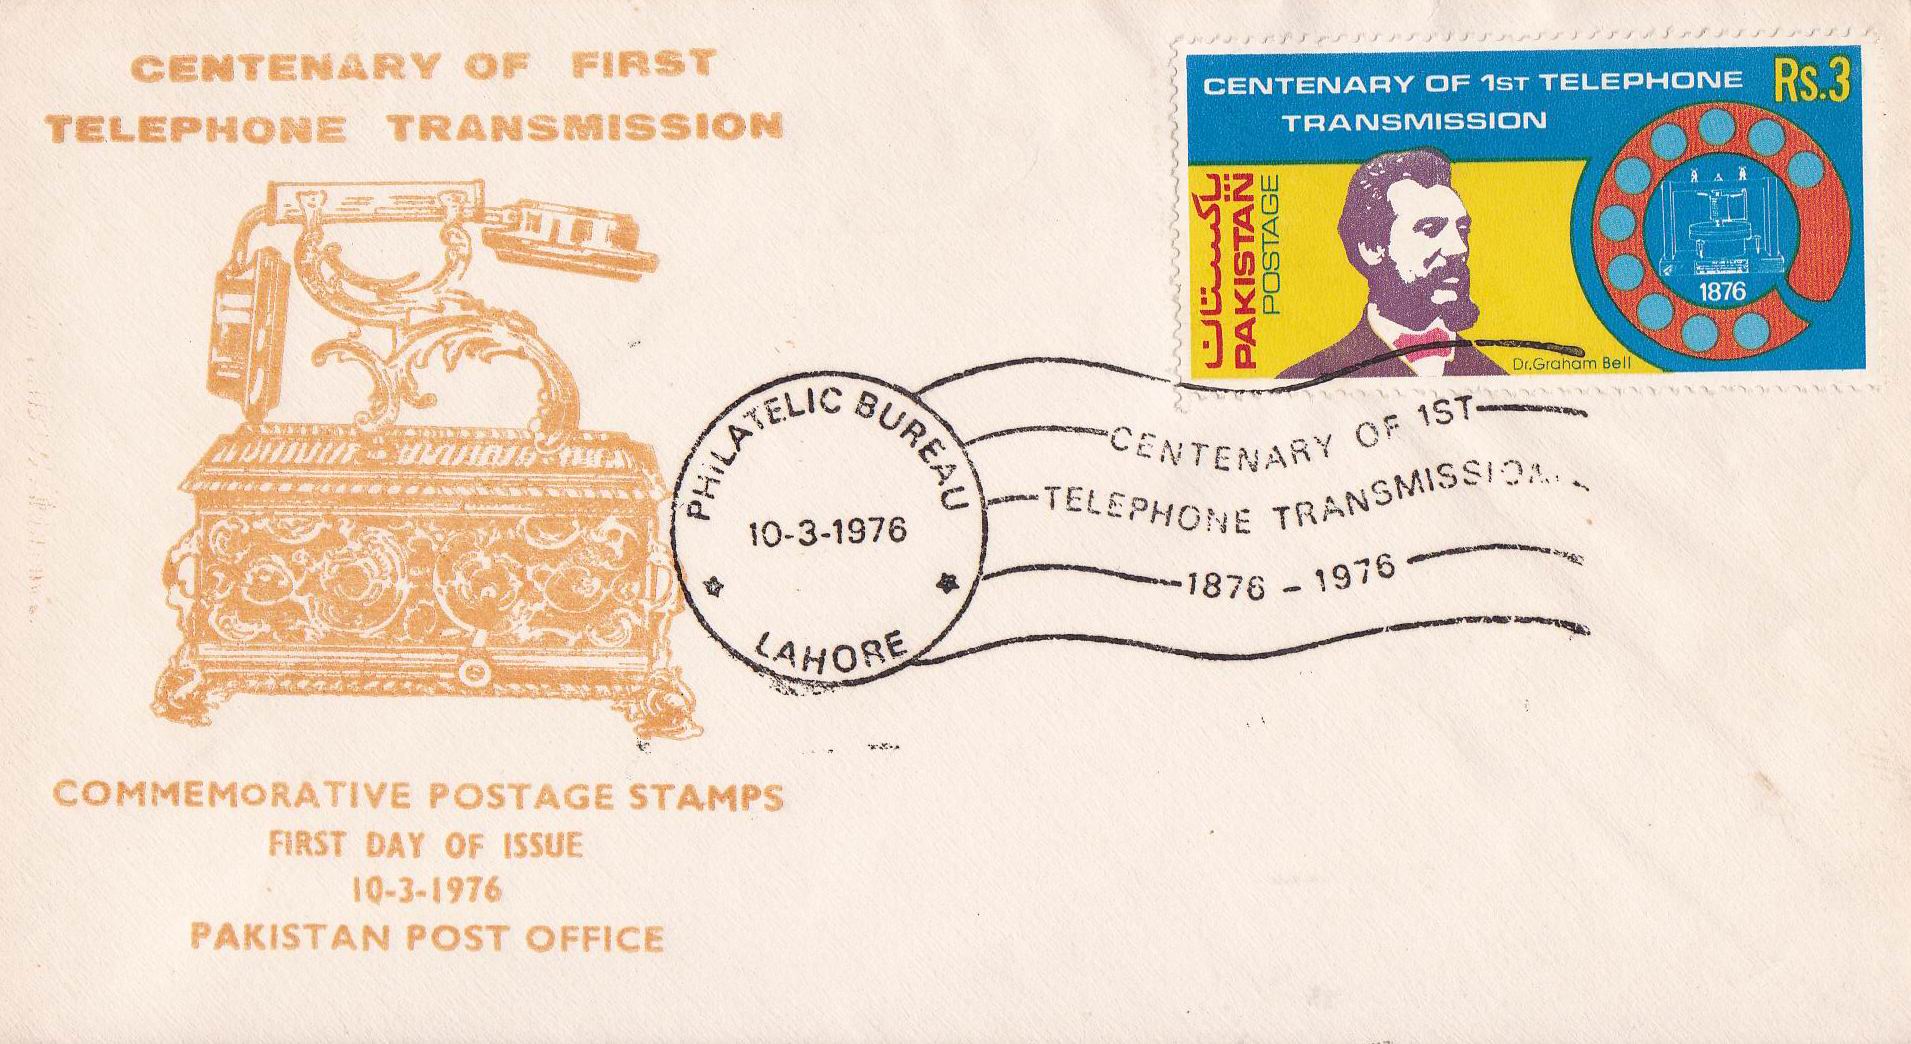 CENTENARY OF FIRST
TELEPHONE TRANSMISSION
COMMEMORATIVE POSTAGE STAMPS
FIRST DAY OF ISSUE
10-3-1976
PAKISTAN POST OFFICE
PHILATELIC BUREAU
10-3-1976
LAHORE
CENTENARY OF 1ST
TELEPHONE TRANSMISSION
1876 - 1976
CENTENARY OF 1ST TELEPHONE
TRANSMISSION
Rs.3
پاکستان
PAKISTAN
POSTAGE
1876
Dr.Graham Bell